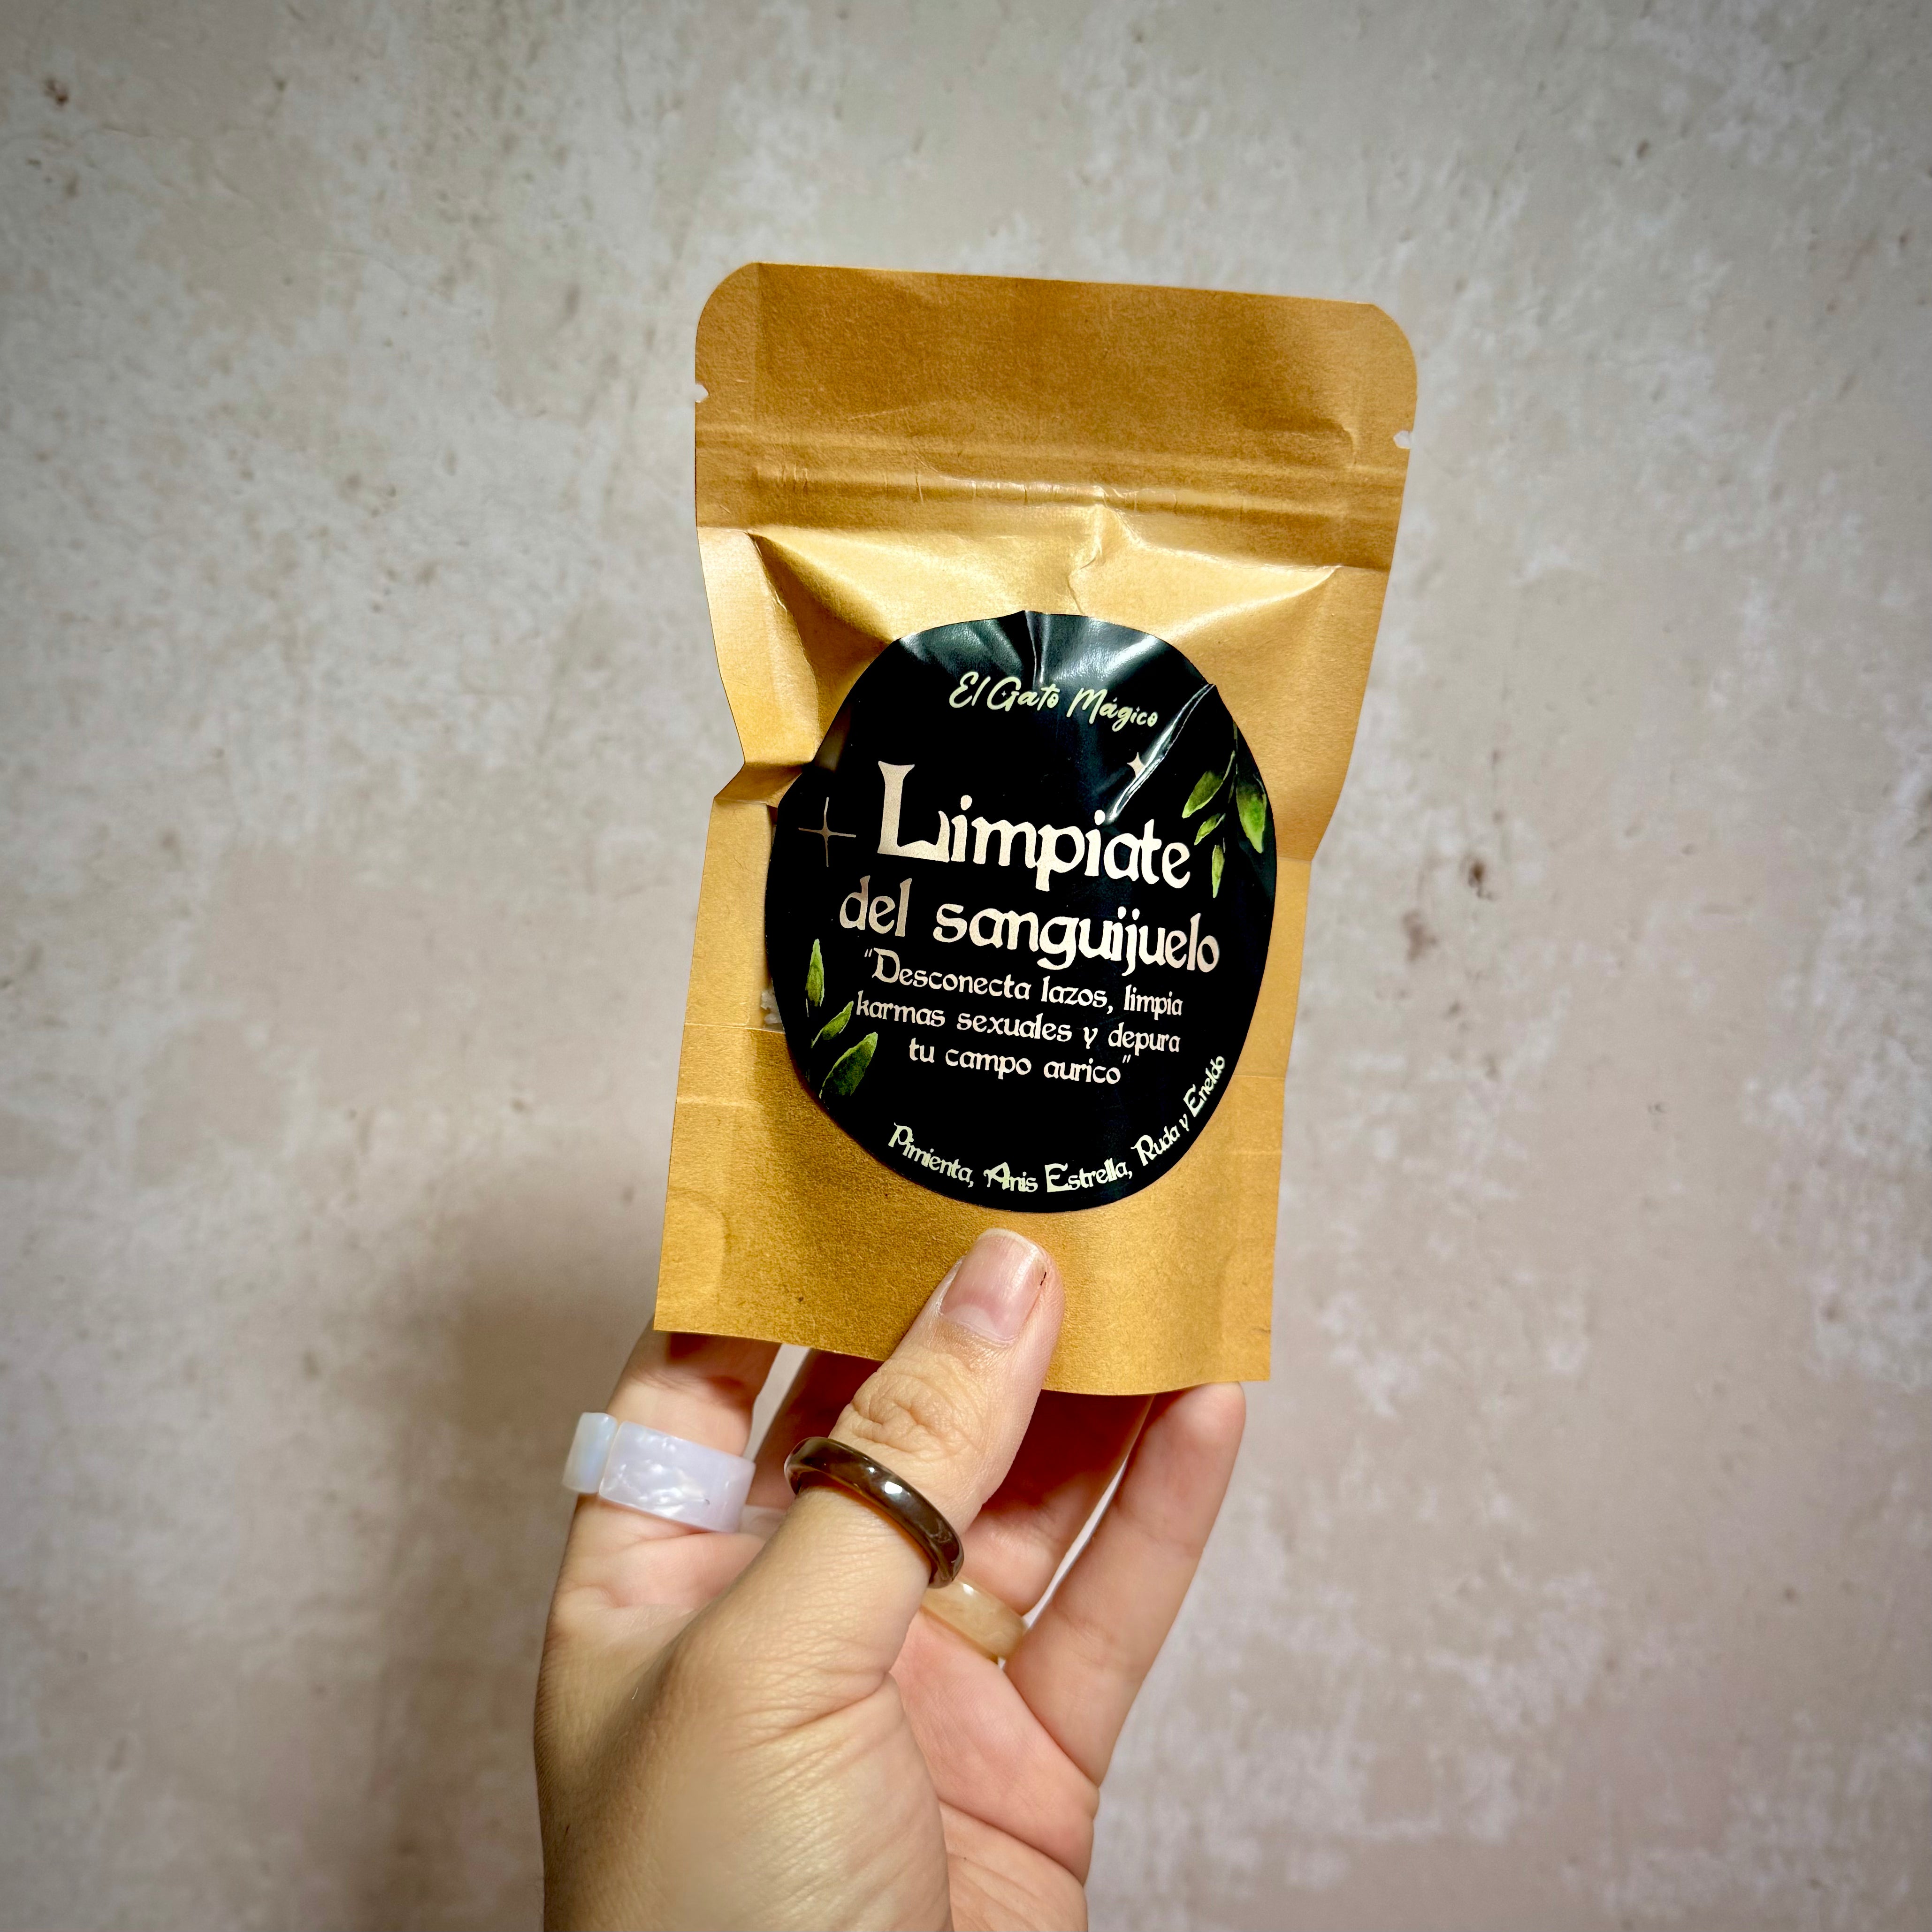 El Gato Mágico
Limpiate
del sanguijuelo
"Desconecta lazos, limpia
karmas sexuales y depura
tu campo aurico"
Pimienta, Anis Estrella, Ruda y Eneldo